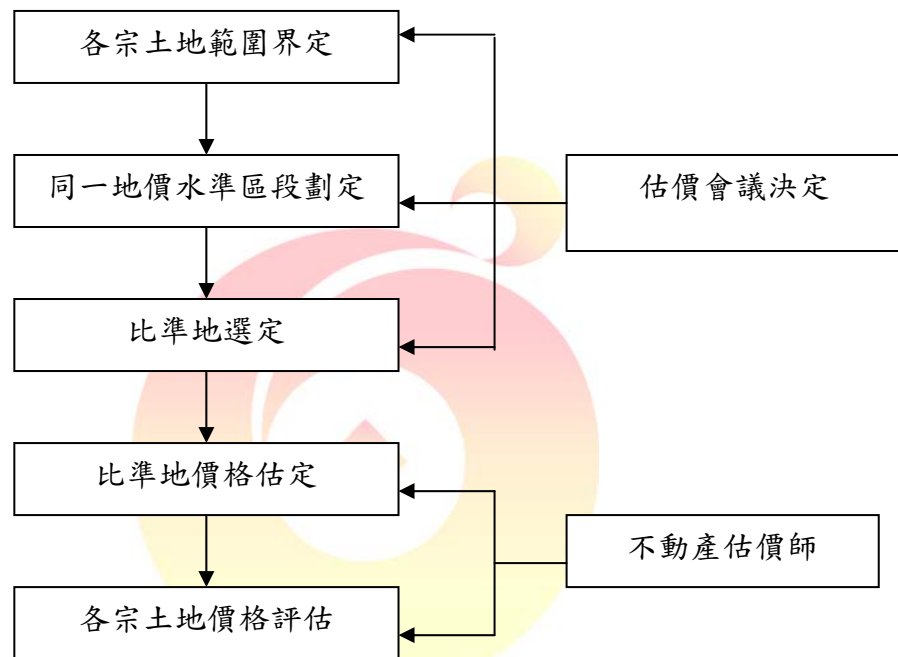 各宗土地範圍界定
同一地價水準區段劃定
估價會議決定
比準地選定
比準地價格估定
不動產估價師
各宗土地價格評估